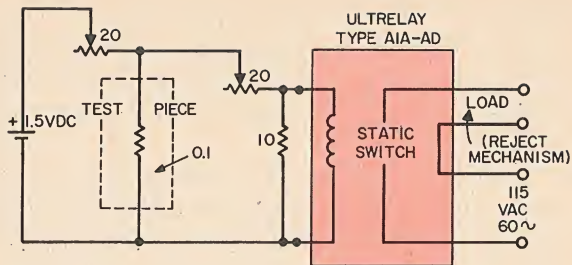 ULTRELAY
TYPE A1A-AD
20
20
+ 1.5VDC
TEST PIECE
0.1
10
STATIC
SWITCH
LOAD
(REJECT
MECHANISM)
115
VAC
60~